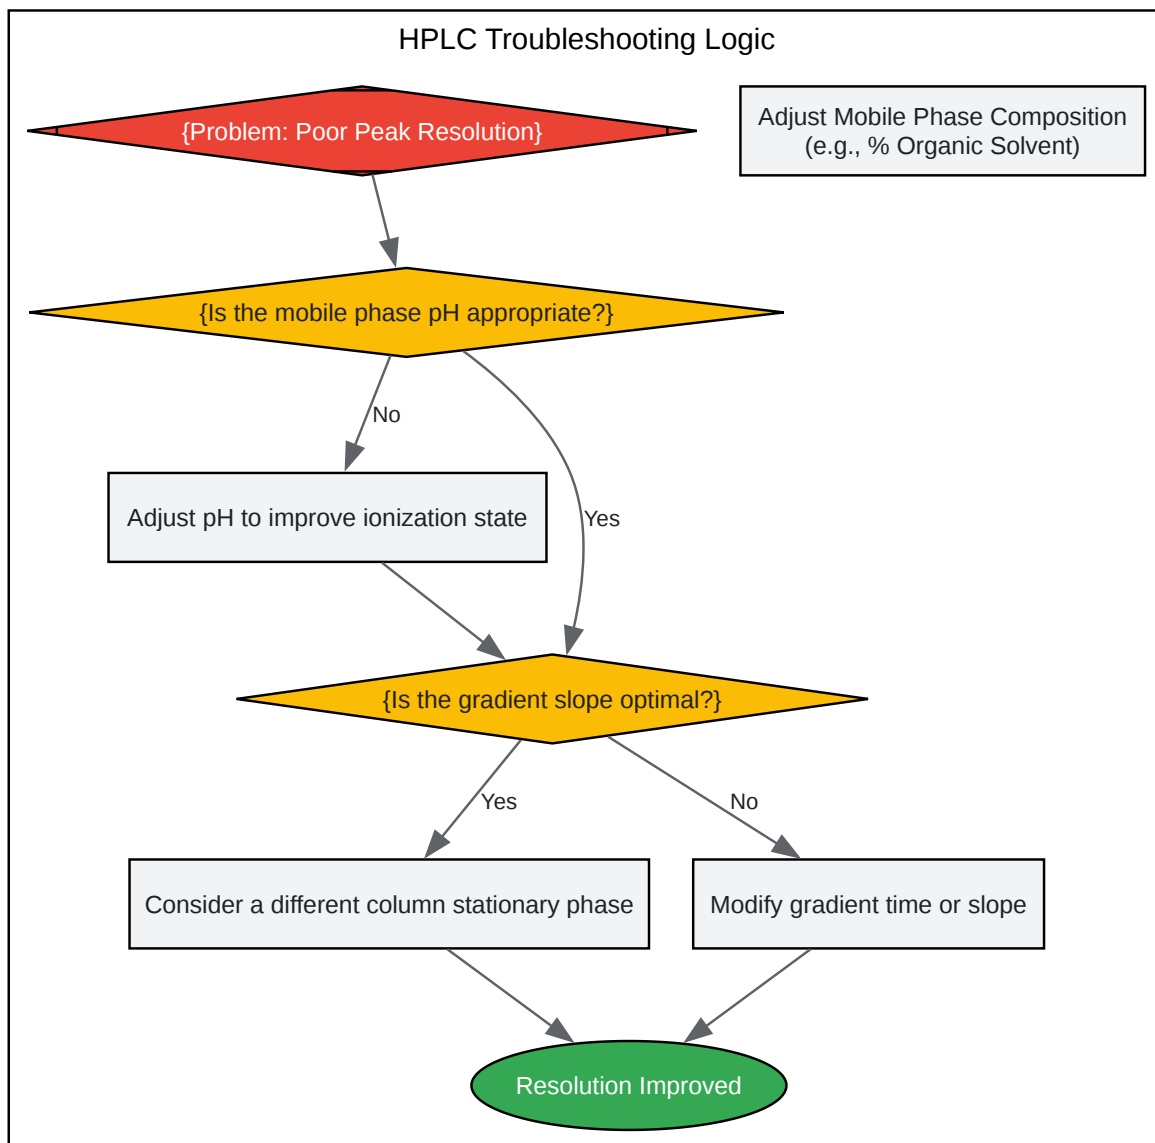 HPLC Troubleshooting Logic
{Problem: Poor Peak Resolution}
Adjust Mobile Phase Composition
(e.g., % Organic Solvent)
{Is the mobile phase pH appropriate?}
No
Adjust pH to improve ionization state
Yes
{Is the gradient slope optimal?}
Yes
No
Consider a different column stationary phase
Modify gradient time or slope
Resolution Improved